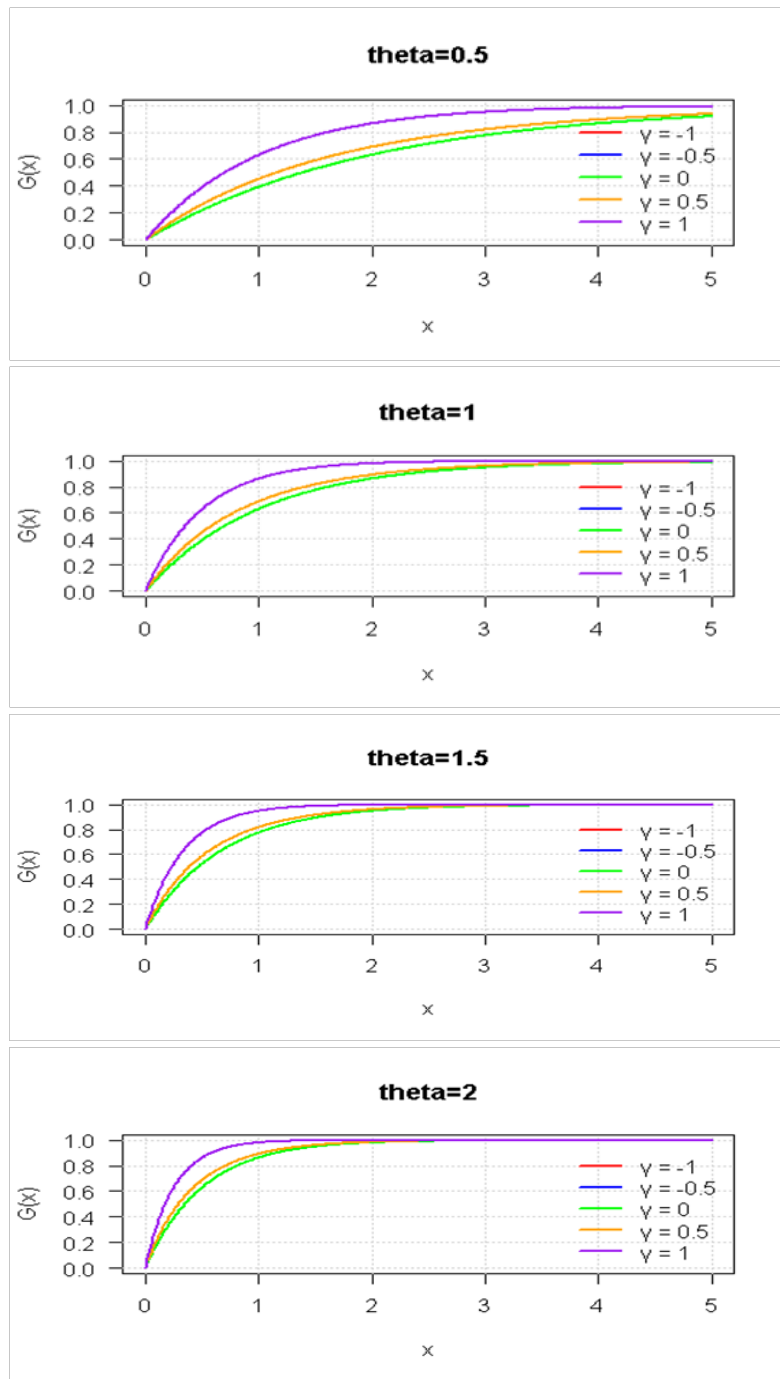 theta=0.5
G(x)
1.0
0.8
0.6
0.4
0.2
0.0
γ = -1
γ = -0.5
γ = 0
γ = 0.5
γ = 1
0 1 2 3 4 5
x
theta=1
G(x)
1.0
0.8
0.6
0.4
0.2
0.0
γ = -1
γ = -0.5
γ = 0
γ = 0.5
γ = 1
0 1 2 3 4 5
x
theta=1.5
G(x)
1.0
0.8
0.6
0.4
0.2
0.0
γ = -1
γ = -0.5
γ = 0
γ = 0.5
γ = 1
0 1 2 3 4 5
x
theta=2
G(x)
1.0
0.8
0.6
0.4
0.2
0.0
γ = -1
γ = -0.5
γ = 0
γ = 0.5
γ = 1
0 1 2 3 4 5
x